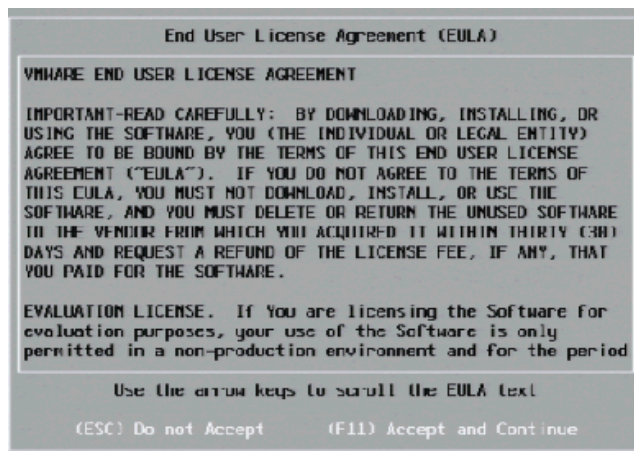 End User License Agreement (EULA)
VMWARE END USER LICENSE AGREEMENT
IMPORTANT-READ CAREFULLY: BY DOWNLOADING, INSTALLING, OR
USING THE SOFTWARE, YOU (THE INDIVIDUAL OR LEGAL ENTITY)
AGREE TO BE BOUND BY THE TERMS OF THIS END USER LICENSE
AGREEMENT ("EULA"). IF YOU DO NOT AGREE TO THE TERMS OF
THIS EULA, YOU MUST NOT DOWNLOAD, INSTALL, OR USE THE
SOFTWARE, AND YOU MUST DELETE OR RETURN THE UNUSED SOFTWARE
TO THE VENDOR FROM WHICH YOU ACQUIRED IT WITHIN THIRTY (30)
DAYS AND REQUEST A REFUND OF THE LICENSE FEE, IF ANY, THAT
YOU PAID FOR THE SOFTWARE.
EVALUATION LICENSE. If You are licensing the Software for
evaluation purposes, your use of the Software is only
permitted in a non-production environment and for the period
Use the arrow keys to scroll the EULA text
(ESC) Do not Accept (F11) Accept and Continue